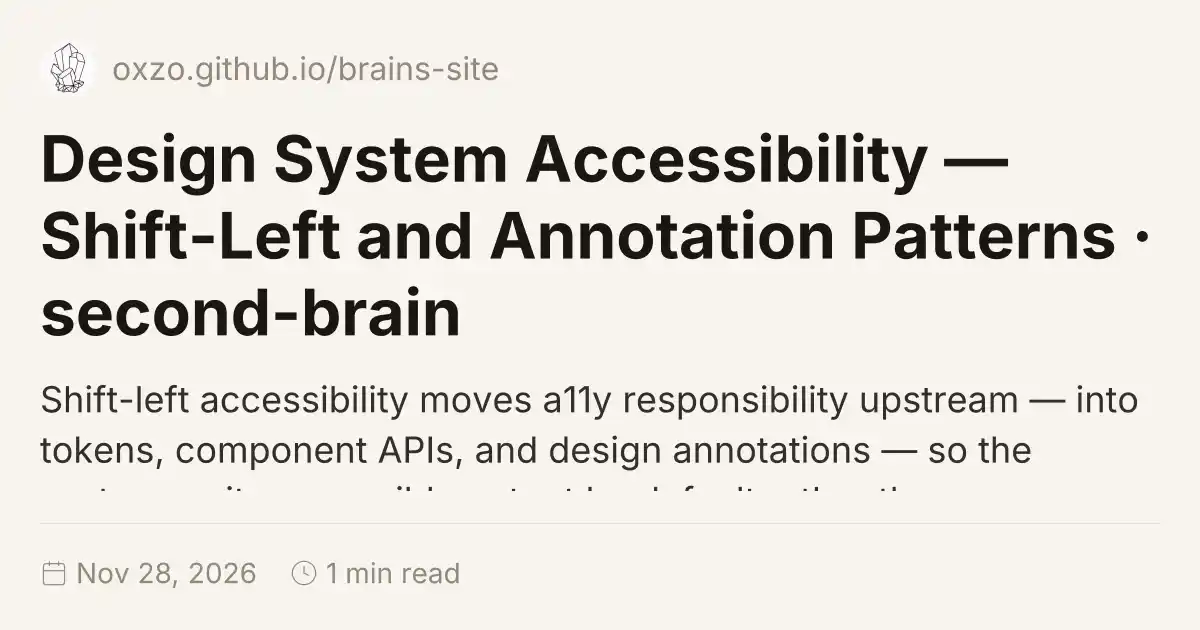 oxzo.github.io/brains-site
Design System Accessibility —
Shift-Left and Annotation Patterns ·
second-brain
Shift-left accessibility moves a11y responsibility upstream — into
tokens, component APIs, and design annotations — so the
Nov 28, 2026
1 min read